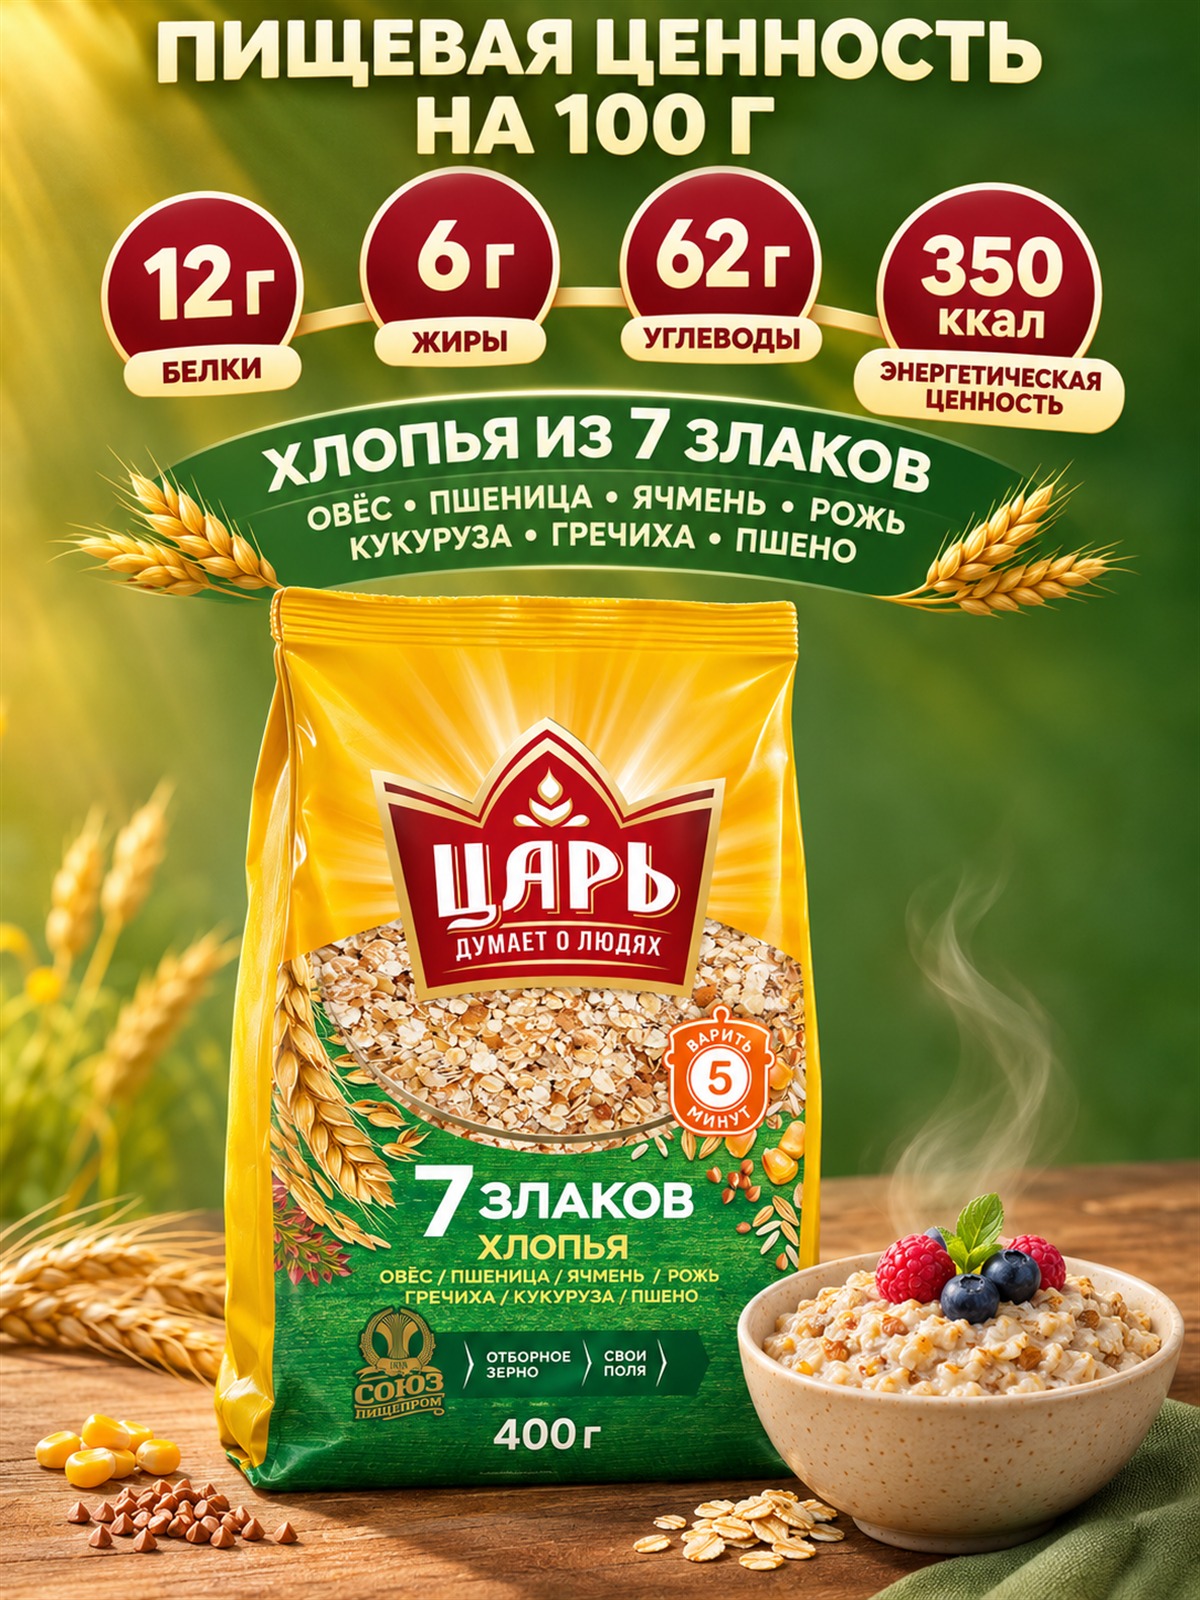 ПИЩЕВАЯ ЦЕННОСТЬ
НА 100 Г
12 г
БЕЛКИ
6 г
ЖИРЫ
62 г
УГЛЕВОДЫ
350
ккал
ЭНЕРГЕТИЧЕСКАЯ
ЦЕННОСТЬ
ХЛОПЬЯ ИЗ 7 ЗЛАКОВ
ОВЁС • ПШЕНИЦА • ЯЧМЕНЬ • РОЖЬ
КУКУРУЗА • ГРЕЧИХА • ПШЕНО
ЦАРЬ
ДУМАЕТ О ЛЮДЯХ
ВАРИТЬ
5
МИНУТ
7 ЗЛАКОВ
ХЛОПЬЯ
ОВЁС / ПШЕНИЦА / ЯЧМЕНЬ / РОЖЬ
ГРЕЧИХА / КУКУРУЗА / ПШЕНО
СОЮЗ
ПИЩЕПРОМ
ОТБОРНОЕ
ЗЕРНО
СВОИ
ПОЛЯ
400 г